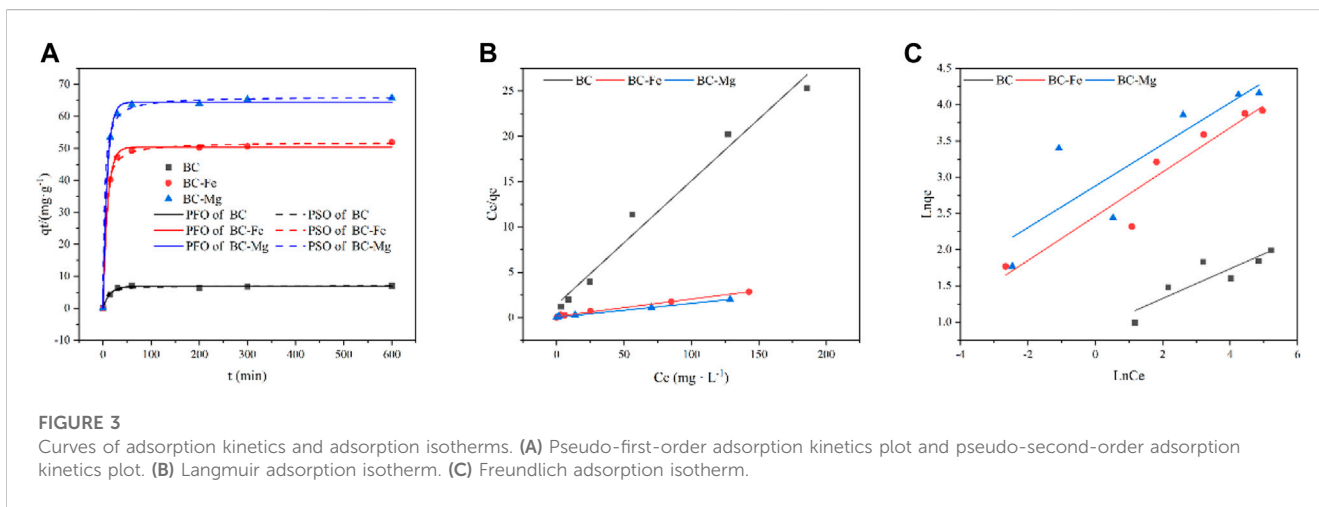 A
70
60
50
40
30
20
10
0
-10
qt/(mg·g⁻¹)
BC
BC-Fe
BC-Mg
PFO of BC
PSO of BC
PFO of BC-Fe
PSO of BC-Fe
PFO of BC-Mg
PSO of BC-Mg
0 100 200 300 400 500 600
t (min)
B
BC BC-Fe BC-Mg
25
20
15
10
5
0
Ce/qe
0 50 100 150 200
Ce (mg · L⁻¹)
C
BC BC-Fe BC-Mg
4.5
4.0
3.5
3.0
2.5
2.0
1.5
1.0
Lnqe
-4 -2 0 2 4 6
LnCe
FIGURE 3
Curves of adsorption kinetics and adsorption isotherms. (A) Pseudo-first-order adsorption kinetics plot and pseudo-second-order adsorption
kinetics plot. (B) Langmuir adsorption isotherm. (C) Freundlich adsorption isotherm.